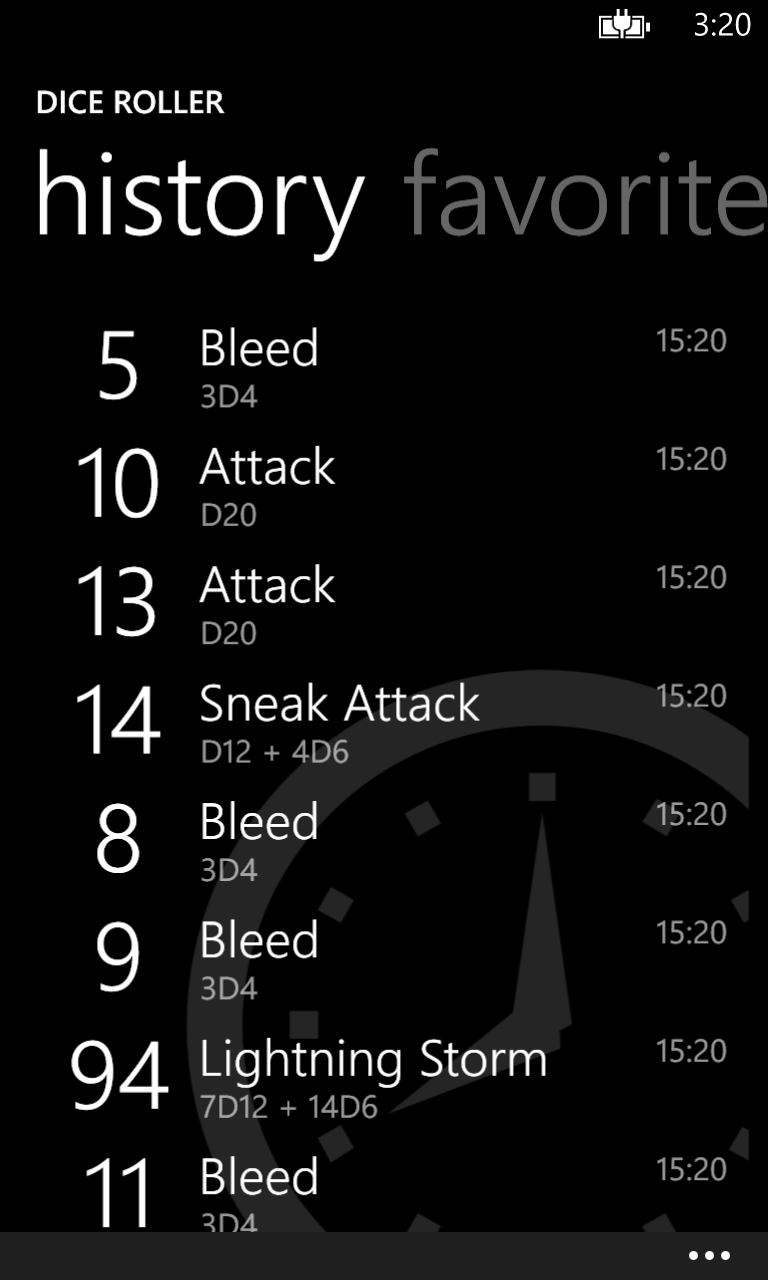 3:20
DICE ROLLER
history favorite
5 Bleed 15:20
3D4
10 Attack 15:20
D20
13 Attack 15:20
D20
14 Sneak Attack 15:20
D12 + 4D6
8 Bleed 15:20
3D4
9 Bleed 15:20
3D4
94 Lightning Storm 15:20
7D12 + 14D6
11 Bleed 15:20
3D4